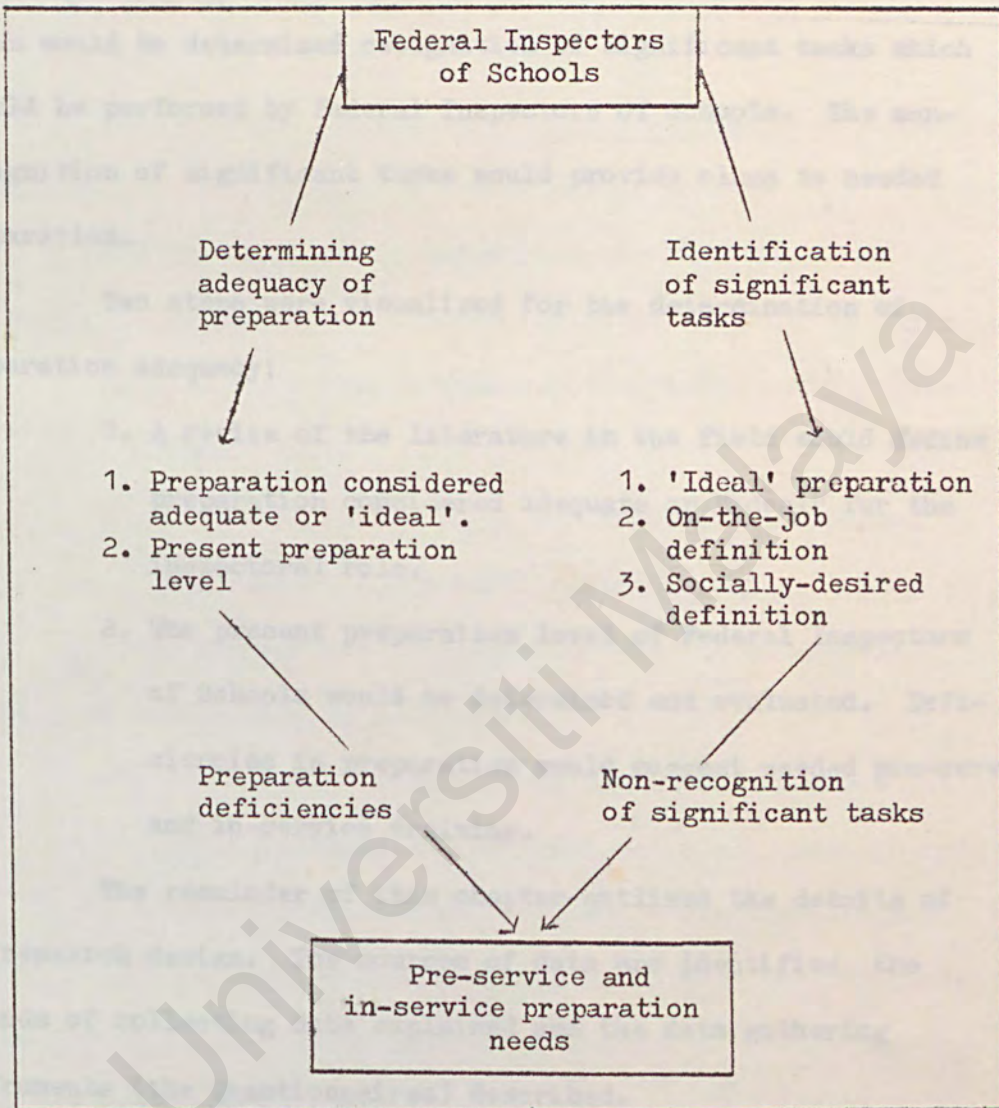 Federal Inspectors
of Schools
Determining
adequacy of
preparation
Identification
of significant
tasks
1. Preparation considered
adequate or 'ideal'.
2. Present preparation
level
1. 'Ideal' preparation
2. On-the-job
definition
3. Socially-desired
definition
Preparation
deficiencies
Non-recognition
of significant tasks
Pre-service and
in-service preparation
needs
Universiti Malaya